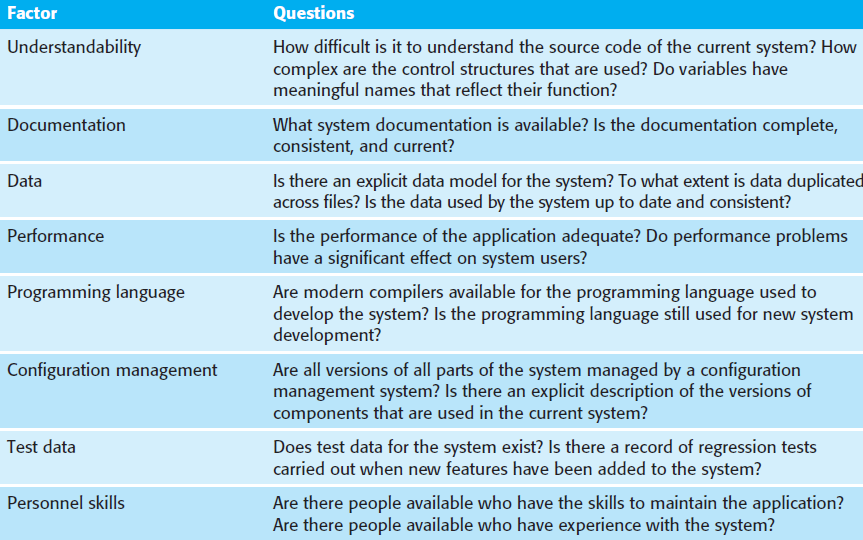 Factor Questions
Understandability How difficult is it to understand the source code of the current system? How
complex are the control structures that are used? Do variables have
meaningful names that reflect their function?
Documentation What system documentation is available? Is the documentation complete,
consistent, and current?
Data Is there an explicit data model for the system? To what extent is data duplicated
across files? Is the data used by the system up to date and consistent?
Performance Is the performance of the application adequate? Do performance problems
have a significant effect on system users?
Programming language Are modern compilers available for the programming language used to
develop the system? Is the programming language still used for new system
development?
Configuration management Are all versions of all parts of the system managed by a configuration
management system? Is there an explicit description of the versions of
components that are used in the current system?
Test data Does test data for the system exist? Is there a record of regression tests
carried out when new features have been added to the system?
Personnel skills Are there people available who have the skills to maintain the application?
Are there people available who have experience with the system?